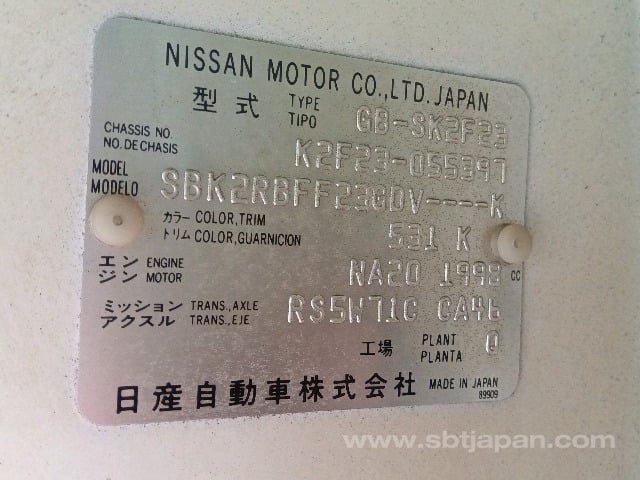 NISSAN MOTOR CO.,LTD. JAPAN
型式 TYPE TIPO GB-SK2F23
CHASSIS NO. NO. DE CHASIS K2F23-055397
MODEL MODELO SBK2RBFF23GDV----K
カラー COLOR, TRIM
トリム COLOR, GUARNICION 531 K
エン ENGINE
ジン MOTOR NA20 1998 cc
ミッション TRANS., AXLE
アクスル TRANS., EJE RS5W71C CA46
工場 PLANT PLANTA 0
日産自動車株式会社 MADE IN JAPAN
89909
www.sbtjapan.com